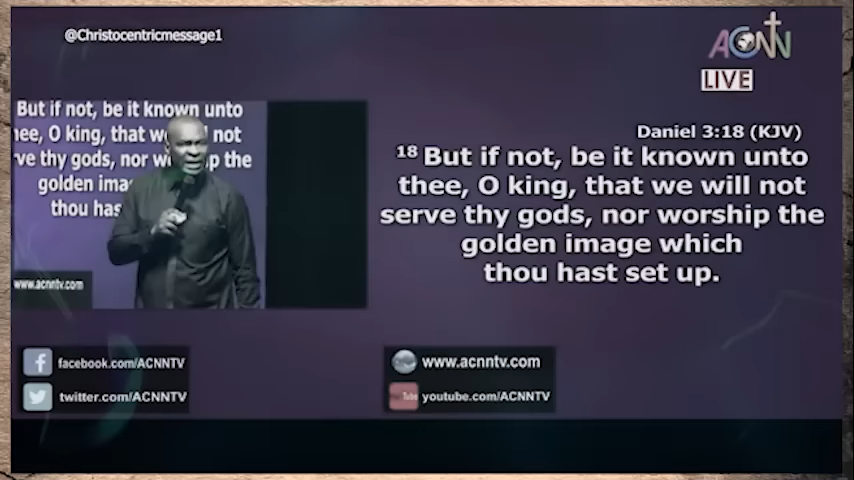 @Christocentricmessage1
ACNN
LIVE
But if not, be it known unto
thee, O king, that we not
thy gods, nor the
golden
thou has
www.acnntv.com
Daniel 3:18 (KJV)
18 But if not, be it known unto
thee, O king, that we will not
serve thy gods, nor worship the
golden image which
thou hast set up.
facebook.com/ACNNTV
twitter.com/ACNNTV
www.acnntv.com
youtube.com/ACNNTV